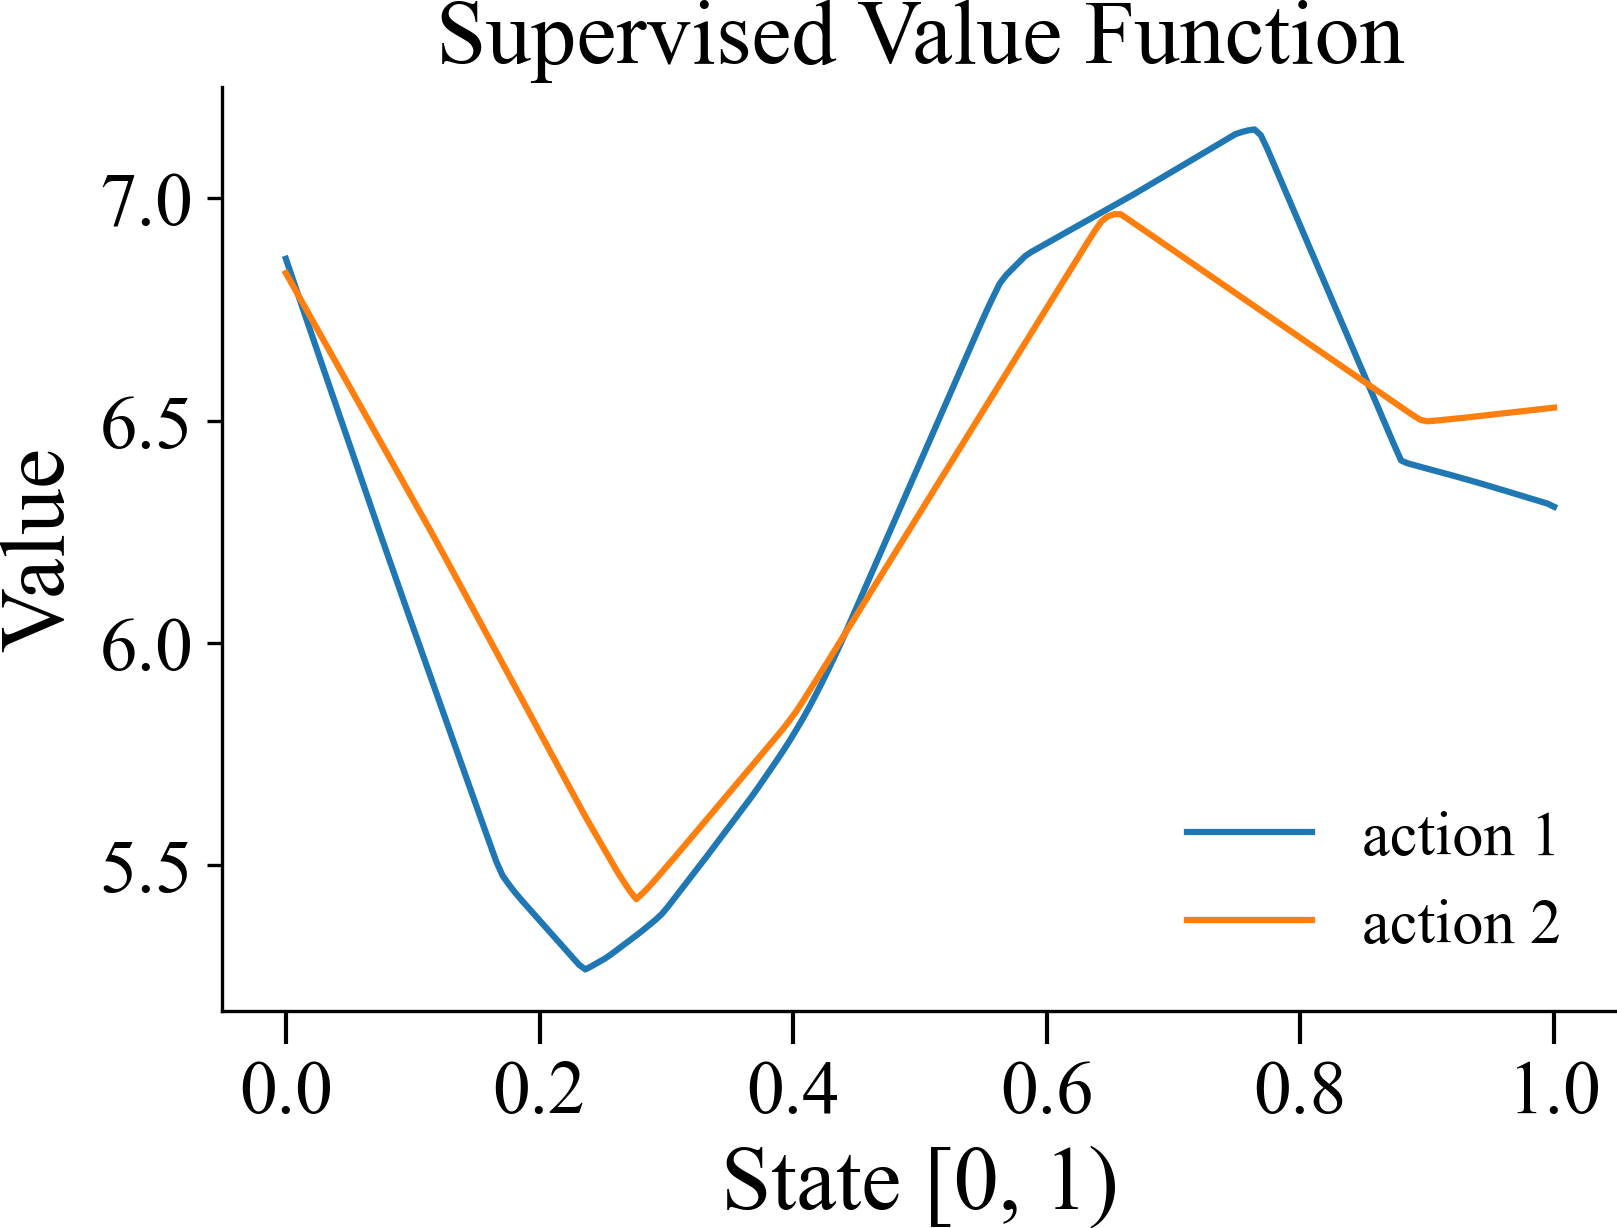 Supervised Value Function
Value
7.0
6.5
6.0
5.5
action 1
action 2
0.0 0.2 0.4 0.6 0.8 1.0
State [0, 1)